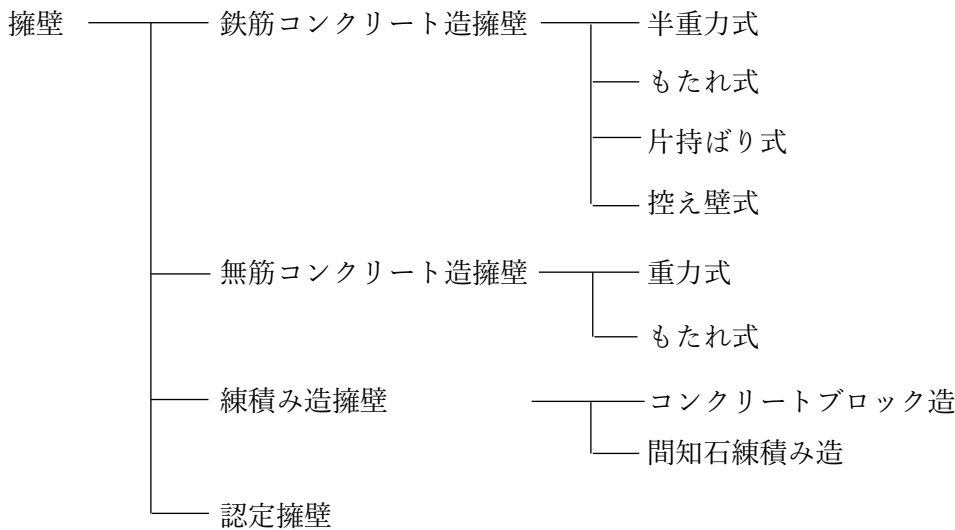 擁壁 鉄筋コンクリート造擁壁 半重力式
もたれ式
片持ばり式
控え壁式
無筋コンクリート造擁壁 重力式
もたれ式
練積み造擁壁 コンクリートブロック造
間知石練積み造
認定擁壁